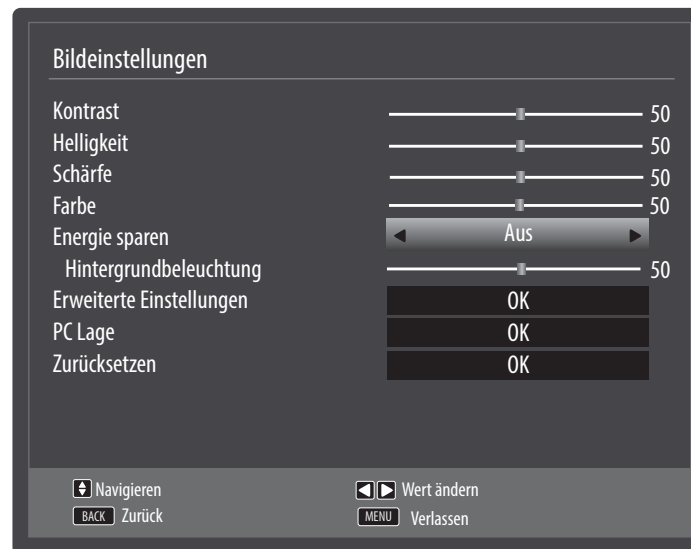 Bildeinstellungen
Kontrast 50
Helligkeit 50
Schärfe 50
Farbe 50
Energie sparen Aus
Hintergrundbeleuchtung 50
Erweiterte Einstellungen OK
PC Lage OK
Zurücksetzen OK
Navigieren Wert ändern
BACK Zurück MENU Verlassen